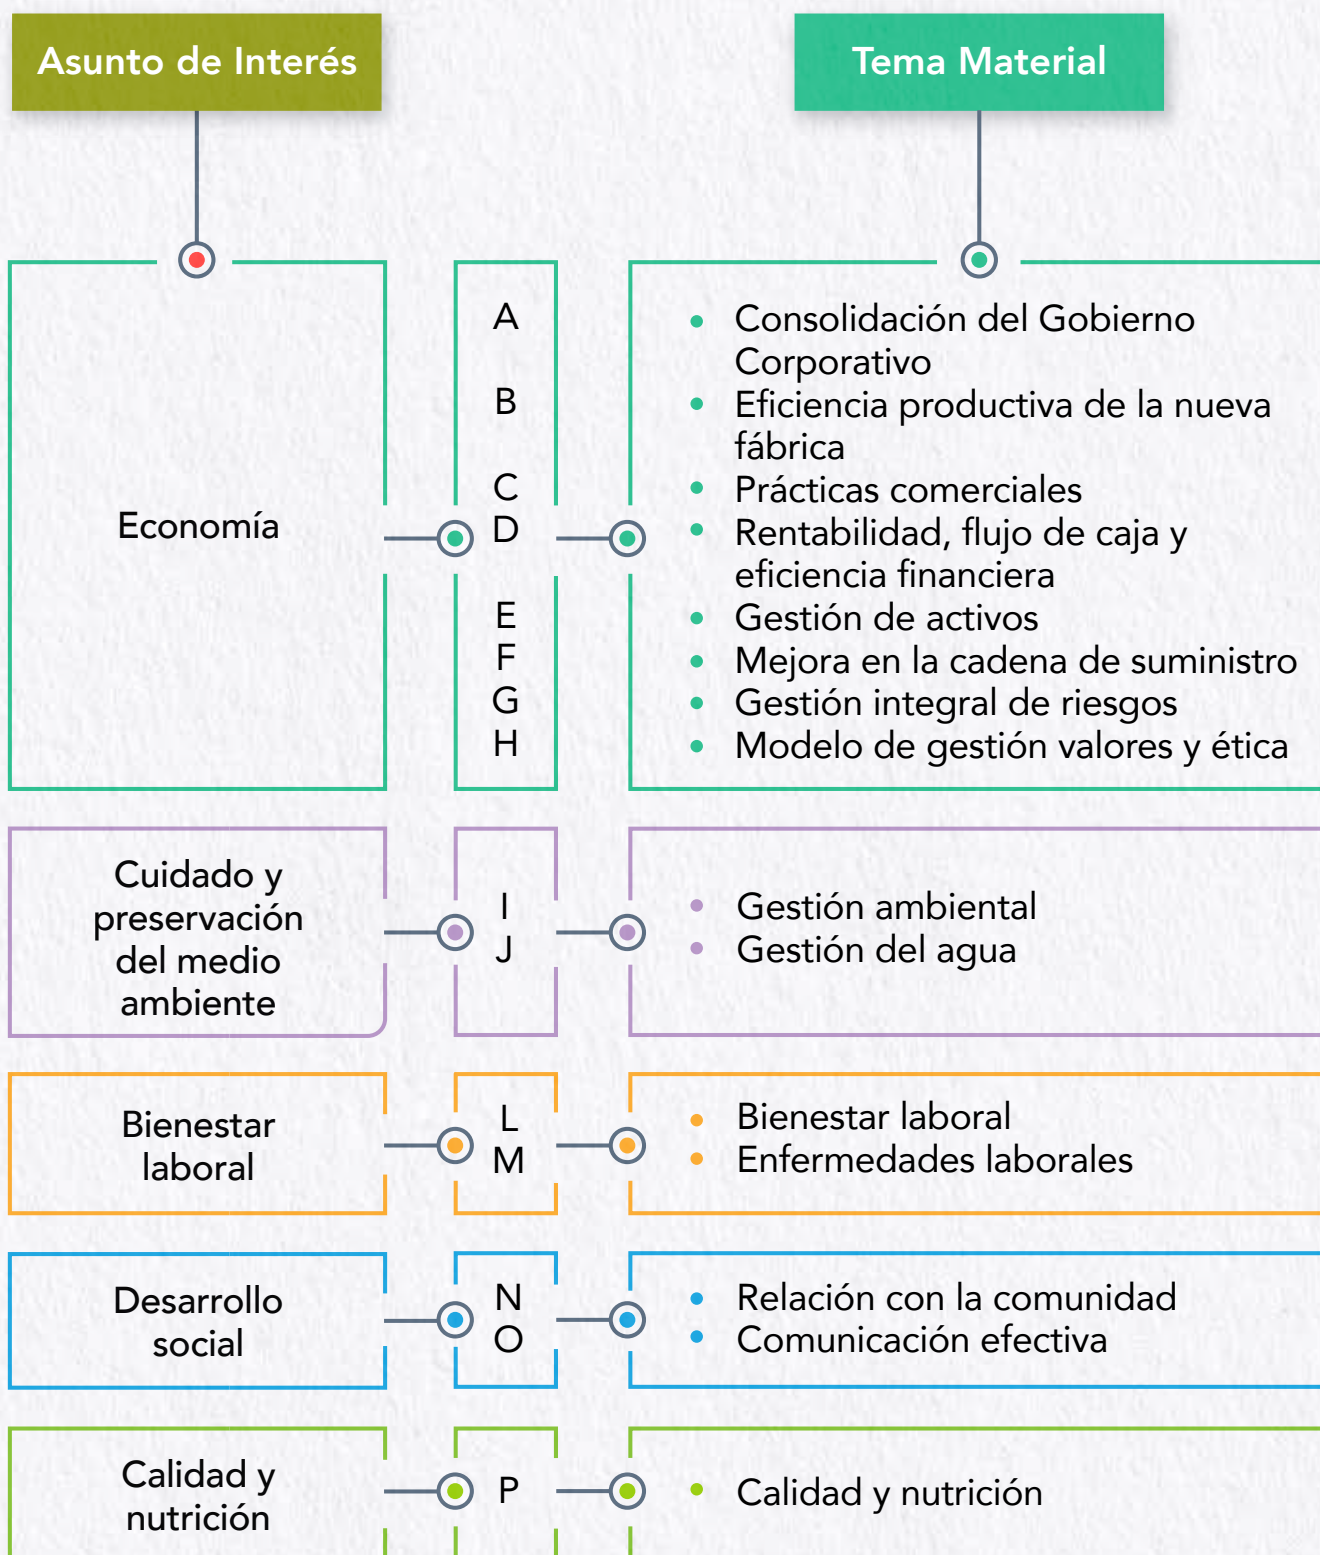 Asunto de Interés
Tema Material
Economía
A
B
C
D
E
F
G
H
Consolidación del Gobierno
Corporativo
Eficiencia productiva de la nueva
fábrica
Prácticas comerciales
Rentabilidad, flujo de caja y
eficiencia financiera
Gestión de activos
Mejora en la cadena de suministro
Gestión integral de riesgos
Modelo de gestión valores y ética
Cuidado y
preservación
del medio
ambiente
I
J
Gestión ambiental
Gestión del agua
Bienestar
laboral
L
M
Bienestar laboral
Enfermedades laborales
Desarrollo
social
N
O
Relación con la comunidad
Comunicación efectiva
Calidad y
nutrición
P
Calidad y nutrición